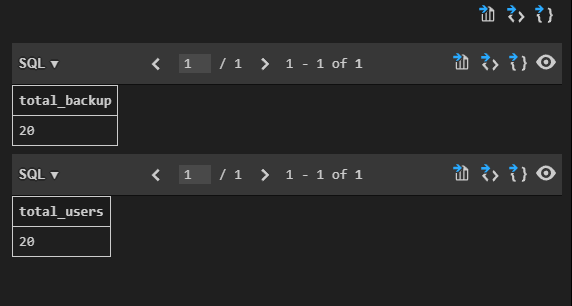 SQL ▼ 1 / 1 1 - 1 of 1
total_backup
20
SQL ▼ 1 / 1 1 - 1 of 1
total_users
20